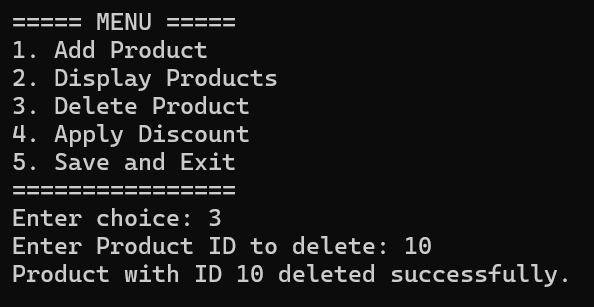 ===== MENU =====
1. Add Product
2. Display Products
3. Delete Product
4. Apply Discount
5. Save and Exit
================
Enter choice: 3
Enter Product ID to delete: 10
Product with ID 10 deleted successfully.